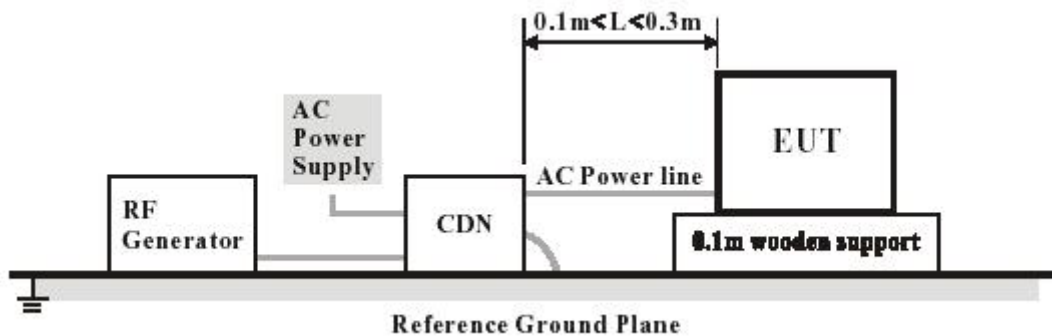 0.1m<L<0.3m
AC
Power
Supply
EUT
AC Power line
RF
Generator
CDN
0.1m wooden support
Reference Ground Plane